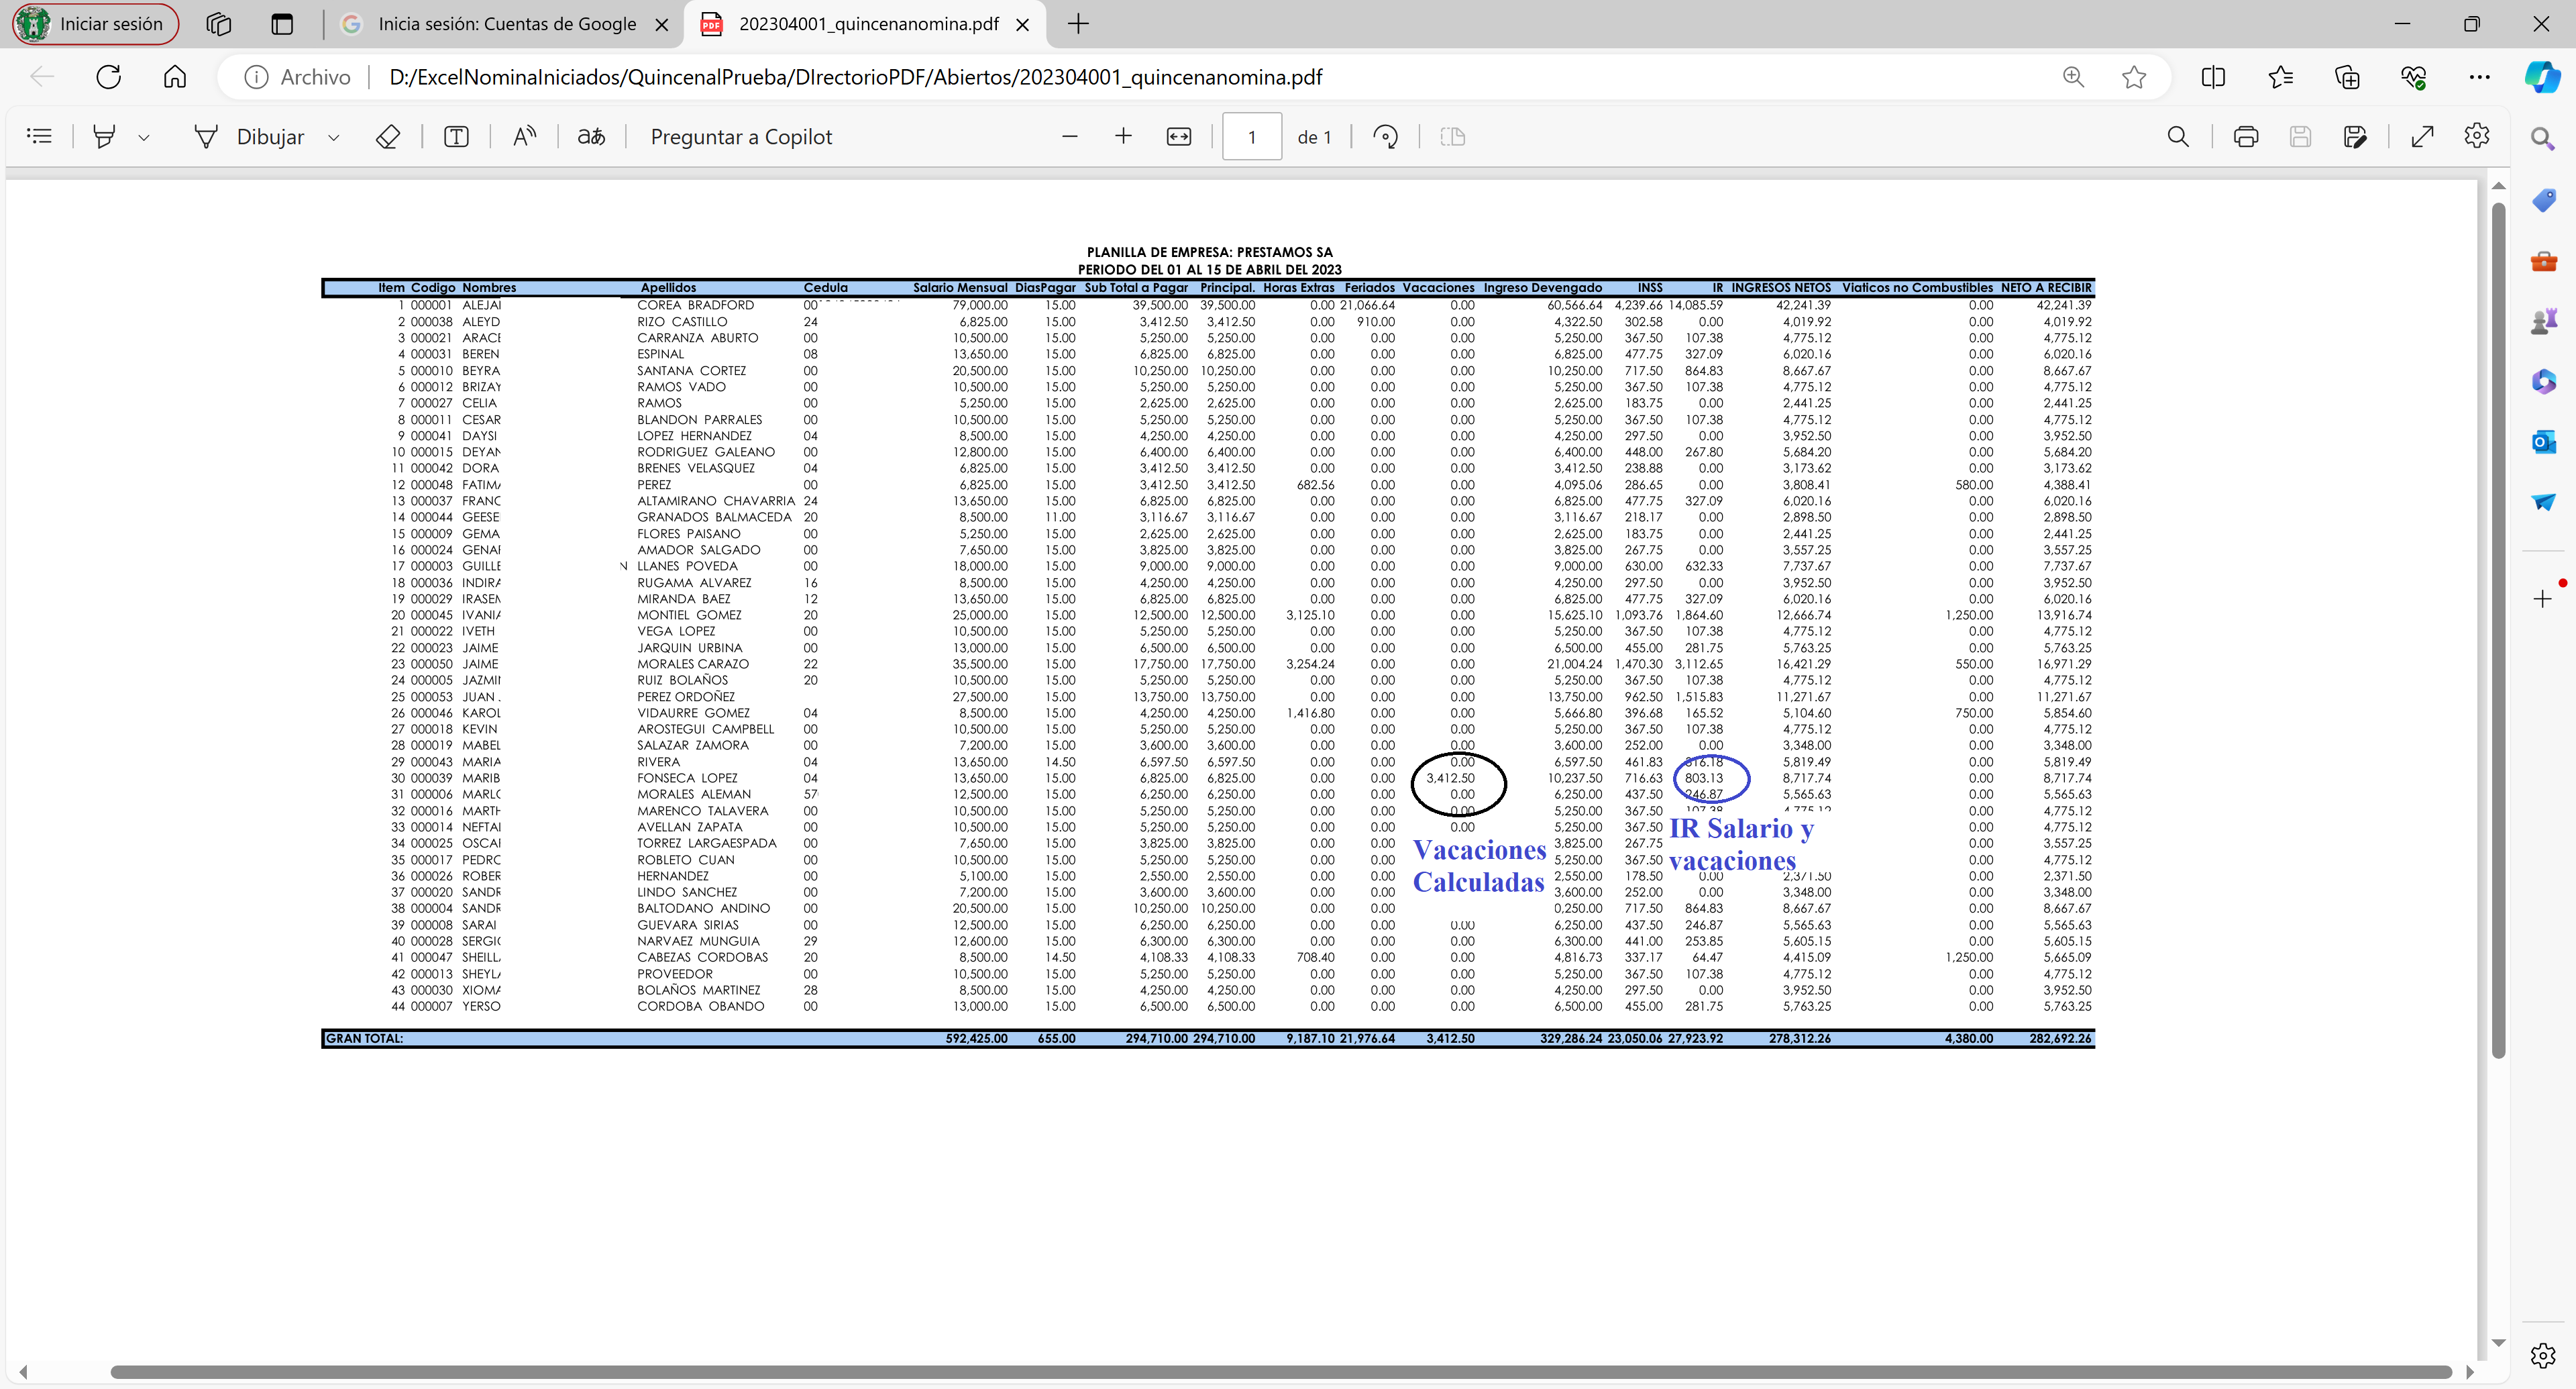 Iniciar sesión
Inicia sesión: Cuentas de Google
202304001_quincenanomina.pdf
Archivo
D:/ExcelNominaIniciados/QuincenalPrueba/DIrectorioPDF/Abiertos/202304001_quincenanomina.pdf
Dibujar
Preguntar a Copilot
1 de 1
PLANILLA DE EMPRESA: PRESTAMOS SA
PERIODO DEL 01 AL 15 DE ABRIL DEL 2023
Item Codigo Nombres Apellidos Cedula Salario Mensual DiasPagar Sub Total a Pagar Principal. Horas Extras Feriados Vacaciones Ingreso Devengado INSS IR INGRESOS NETOS Viaticos no Combustibles NETO A RECIBIR
1 000001 ALEJA COREA BRADFORD 00 79,000.00 15.00 39,500.00 39,500.00 0.00 21,066.64 0.00 60,566.64 4,239.66 14,085.59 42,241.39 0.00 42,241.39
2 000038 ALEYD RIZO CASTILLO 24 6,825.00 15.00 3,412.50 3,412.50 0.00 910.00 0.00 4,322.50 302.58 0.00 4,019.92 0.00 4,019.92
3 000021 ARACE CARRANZA ABURTO 00 10,500.00 15.00 5,250.00 5,250.00 0.00 0.00 0.00 5,250.00 367.50 107.38 4,775.12 0.00 4,775.12
4 000031 BEREN ESPINAL 08 13,650.00 15.00 6,825.00 6,825.00 0.00 0.00 0.00 6,825.00 477.75 327.09 6,020.16 0.00 6,020.16
5 000010 BEYRA SANTANA CORTEZ 00 20,500.00 15.00 10,250.00 10,250.00 0.00 0.00 0.00 10,250.00 717.50 864.83 8,667.67 0.00 8,667.67
6 000012 BRIZAY RAMOS VADO 00 10,500.00 15.00 5,250.00 5,250.00 0.00 0.00 0.00 5,250.00 367.50 107.38 4,775.12 0.00 4,775.12
7 000027 CELIA RAMOS 00 5,250.00 15.00 2,625.00 2,625.00 0.00 0.00 0.00 2,625.00 183.75 0.00 2,441.25 0.00 2,441.25
8 000011 CESAR BLANDON PARRALES 00 10,500.00 15.00 5,250.00 5,250.00 0.00 0.00 0.00 5,250.00 367.50 107.38 4,775.12 0.00 4,775.12
9 000041 DAYSI LOPEZ HERNANDEZ 04 8,500.00 15.00 4,250.00 4,250.00 0.00 0.00 0.00 4,250.00 297.50 0.00 3,952.50 0.00 3,952.50
10 000015 DEYAN RODRIGUEZ GALEANO 00 12,800.00 15.00 6,400.00 6,400.00 0.00 0.00 0.00 6,400.00 448.00 267.80 5,684.20 0.00 5,684.20
11 000042 DORA BRENES VELASQUEZ 04 6,825.00 15.00 3,412.50 3,412.50 0.00 0.00 0.00 3,412.50 238.88 0.00 3,173.62 0.00 3,173.62
12 000048 FATIMA PEREZ 00 6,825.00 15.00 3,412.50 3,412.50 682.56 0.00 0.00 4,095.06 286.65 0.00 3,808.41 580.00 4,388.41
13 000037 FRANC ALTAMIRANO CHAVARRIA 24 13,650.00 15.00 6,825.00 6,825.00 0.00 0.00 0.00 6,825.00 477.75 327.09 6,020.16 0.00 6,020.16
14 000044 GEESE GRANADOS BALMACEDA 20 8,500.00 11.00 3,116.67 3,116.67 0.00 0.00 0.00 3,116.67 218.17 0.00 2,898.50 0.00 2,898.50
15 000009 GEMA FLORES PAISANO 00 5,250.00 15.00 2,625.00 2,625.00 0.00 0.00 0.00 2,625.00 183.75 0.00 2,441.25 0.00 2,441.25
16 000024 GENA AMADOR SALGADO 00 7,650.00 15.00 3,825.00 3,825.00 0.00 0.00 0.00 3,825.00 267.75 0.00 3,557.25 0.00 3,557.25
17 000003 GUILLE N LLANES POVEDA 00 18,000.00 15.00 9,000.00 9,000.00 0.00 0.00 0.00 9,000.00 630.00 632.33 7,737.67 0.00 7,737.67
18 000036 INDIRA RUGAMA ALVAREZ 16 8,500.00 15.00 4,250.00 4,250.00 0.00 0.00 0.00 4,250.00 297.50 0.00 3,952.50 0.00 3,952.50
19 000029 IRASEM MIRANDA BAEZ 12 13,650.00 15.00 6,825.00 6,825.00 0.00 0.00 0.00 6,825.00 477.75 327.09 6,020.16 0.00 6,020.16
20 000045 IVANIA MONTIEL GOMEZ 20 25,000.00 15.00 12,500.00 12,500.00 3,125.10 0.00 0.00 15,625.10 1,093.76 1,864.60 12,666.74 1,250.00 13,916.74
21 000022 IVETH VEGA LOPEZ 00 10,500.00 15.00 5,250.00 5,250.00 0.00 0.00 0.00 5,250.00 367.50 107.38 4,775.12 0.00 4,775.12
22 000023 JAIME JARQUIN URBINA 00 13,000.00 15.00 6,500.00 6,500.00 0.00 0.00 0.00 6,500.00 455.00 281.75 5,763.25 0.00 5,763.25
23 000050 JAIME MORALES CARAZO 22 35,500.00 15.00 17,750.00 17,750.00 3,254.24 0.00 0.00 21,004.24 1,470.30 3,112.65 16,421.29 550.00 16,971.29
24 000005 JAZMI RUIZ BOLAÑOS 20 10,500.00 15.00 5,250.00 5,250.00 0.00 0.00 0.00 5,250.00 367.50 107.38 4,775.12 0.00 4,775.12
25 000053 JUAN PEREZ ORDOÑEZ 27,500.00 15.00 13,750.00 13,750.00 0.00 0.00 0.00 13,750.00 962.50 1,515.83 11,271.67 0.00 11,271.67
26 000046 KAROL VIDAURRE GOMEZ 04 8,500.00 15.00 4,250.00 4,250.00 1,416.80 0.00 0.00 5,666.80 396.68 165.52 5,104.60 750.00 5,854.60
27 000018 KEVIN AROSTEGUI CAMPBELL 00 10,500.00 15.00 5,250.00 5,250.00 0.00 0.00 0.00 5,250.00 367.50 107.38 4,775.12 0.00 4,775.12
28 000019 MABEL SALAZAR ZAMORA 00 7,200.00 15.00 3,600.00 3,600.00 0.00 0.00 0.00 3,600.00 252.00 0.00 3,348.00 0.00 3,348.00
29 000043 MARIA RIVERA 04 13,650.00 14.50 6,597.50 6,597.50 0.00 0.00 0.00 6,597.50 461.83 316.18 5,819.49 0.00 5,819.49
30 000039 MARIB FONSECA LOPEZ 04 13,650.00 15.00 6,825.00 6,825.00 0.00 0.00 3,412.50 10,237.50 716.63 803.13 8,717.74 0.00 8,717.74
31 000006 MARLC MORALES ALEMAN 57 12,500.00 15.00 6,250.00 6,250.00 0.00 0.00 0.00 6,250.00 437.50 246.87 5,565.63 0.00 5,565.63
32 000016 MARTH MARENCO TALAVERA 00 10,500.00 15.00 5,250.00 5,250.00 0.00 0.00 0.00 5,250.00 367.50 107.38 4,775.12 0.00 4,775.12
33 000014 NEFTAI AVELLAN ZAPATA 00 10,500.00 15.00 5,250.00 5,250.00 0.00 0.00 0.00 5,250.00 367.50 0.00 4,775.12
34 000025 OSCAI TORREZ LARGAESPADA 00 7,650.00 15.00 3,825.00 3,825.00 0.00 0.00 3,825.00 267.75 0.00 3,557.25
35 000017 PEDRO ROBLETO CUAN 00 10,500.00 15.00 5,250.00 5,250.00 0.00 0.00 5,250.00 367.50 0.00 4,775.12
36 000026 ROBER HERNANDEZ 00 5,100.00 15.00 2,550.00 2,550.00 0.00 0.00 2,550.00 178.50 0.00 2,371.50 0.00 2,371.50
37 000020 SANDR LINDO SANCHEZ 00 7,200.00 15.00 3,600.00 3,600.00 0.00 0.00 3,600.00 252.00 0.00 3,348.00 0.00 3,348.00
38 000004 SANDR BALTODANO ANDINO 00 20,500.00 15.00 10,250.00 10,250.00 0.00 0.00 0,250.00 717.50 864.83 8,667.67 0.00 8,667.67
39 000008 SARAI GUEVARA SIRIAS 00 12,500.00 15.00 6,250.00 6,250.00 0.00 0.00 0.00 6,250.00 437.50 246.87 5,565.63 0.00 5,565.63
40 000028 SERGIO NARVAEZ MUNGUIA 29 12,600.00 15.00 6,300.00 6,300.00 0.00 0.00 0.00 6,300.00 441.00 253.85 5,605.15 0.00 5,605.15
41 000047 SHEILL CABEZAS CORDOBAS 20 8,500.00 14.50 4,108.33 4,108.33 708.40 0.00 0.00 4,816.73 337.17 64.47 4,415.09 1,250.00 5,665.09
42 000013 SHEYL PROVEEDOR 00 10,500.00 15.00 5,250.00 5,250.00 0.00 0.00 0.00 5,250.00 367.50 107.38 4,775.12 0.00 4,775.12
43 000030 XIOMA BOLAÑOS MARTINEZ 28 8,500.00 15.00 4,250.00 4,250.00 0.00 0.00 0.00 4,250.00 297.50 0.00 3,952.50 0.00 3,952.50
44 000007 YERSO CORDOBA OBANDO 00 13,000.00 15.00 6,500.00 6,500.00 0.00 0.00 0.00 6,500.00 455.00 281.75 5,763.25 0.00 5,763.25
Vacaciones
Calculadas
IR Salario y
vacaciones
GRAN TOTAL: 592,425.00 655.00 294,710.00 294,710.00 9,187.10 21,976.64 3,412.50 329,286.24 23,050.06 27,923.92 278,312.26 4,380.00 282,692.26